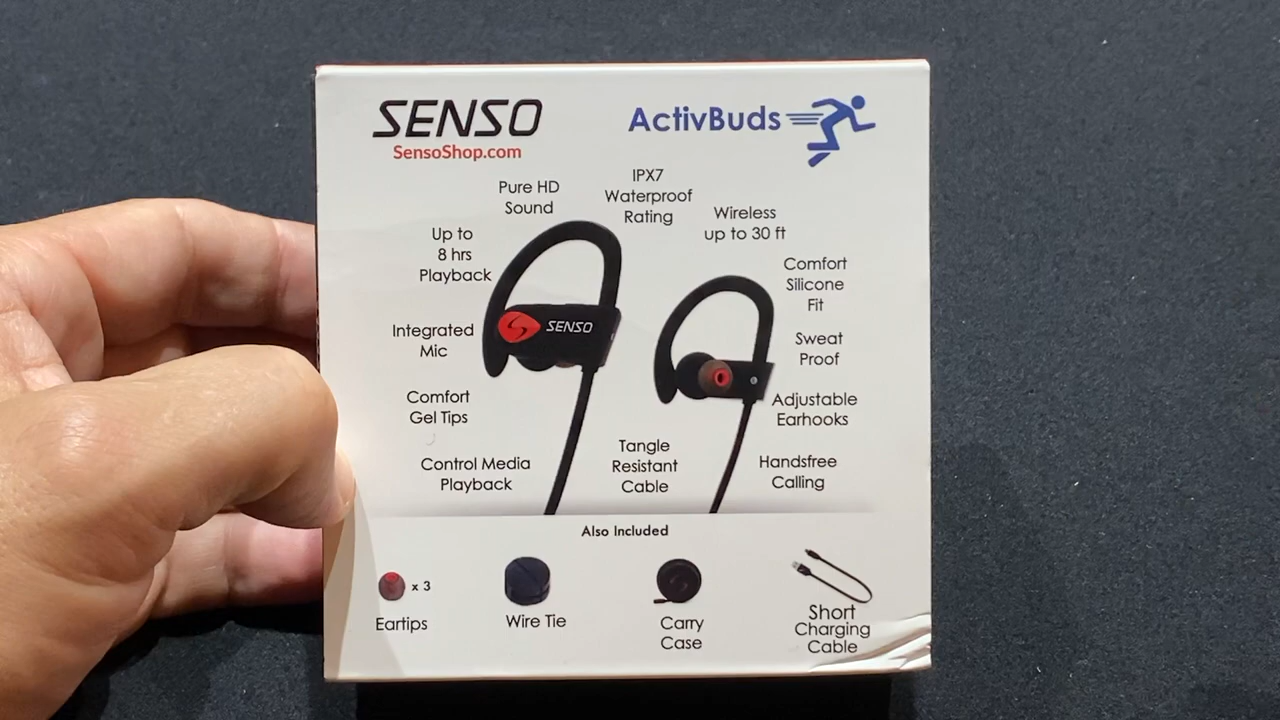 SENSO
SensoShop.com
ActivBuds
Pure HD
Sound
IPX7
Waterproof
Rating
Wireless
up to 30 ft
Up to
8 hrs
Playback
Comfort
Silicone
Fit
SENSO
Integrated
Mic
Sweat
Proof
Comfort
Gel Tips
Adjustable
Earhooks
Control Media
Playback
Tangle
Resistant
Cable
Handsfree
Calling
Also Included
x 3
Eartips
Wire Tie
Carry
Case
Short
Charging
Cable